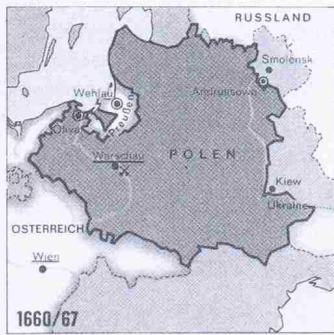 RUSSLAND
Smolensk
Wehlau
Andrussowo
Preußen
Oliva
Warschau
POLEN
Kiew
Ukraine
ÖSTERREICH
Wien
1660/67